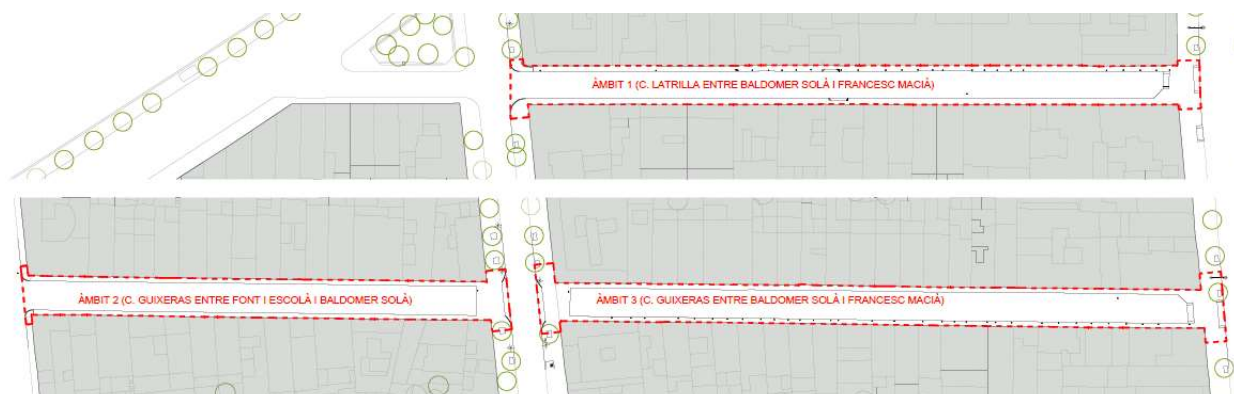 ÀMBIT 1 (C. LATRILLA ENTRE BALDOMER SOLÀ I FRANCESC MACIÀ)
ÀMBIT 2 (C. GUIXERAS ENTRE FONT I ESCOLÀ I BALDOMER SOLÀ)
ÀMBIT 3 (C. GUIXERAS ENTRE BALDOMER SOLÀ I FRANCESC MACIÀ)